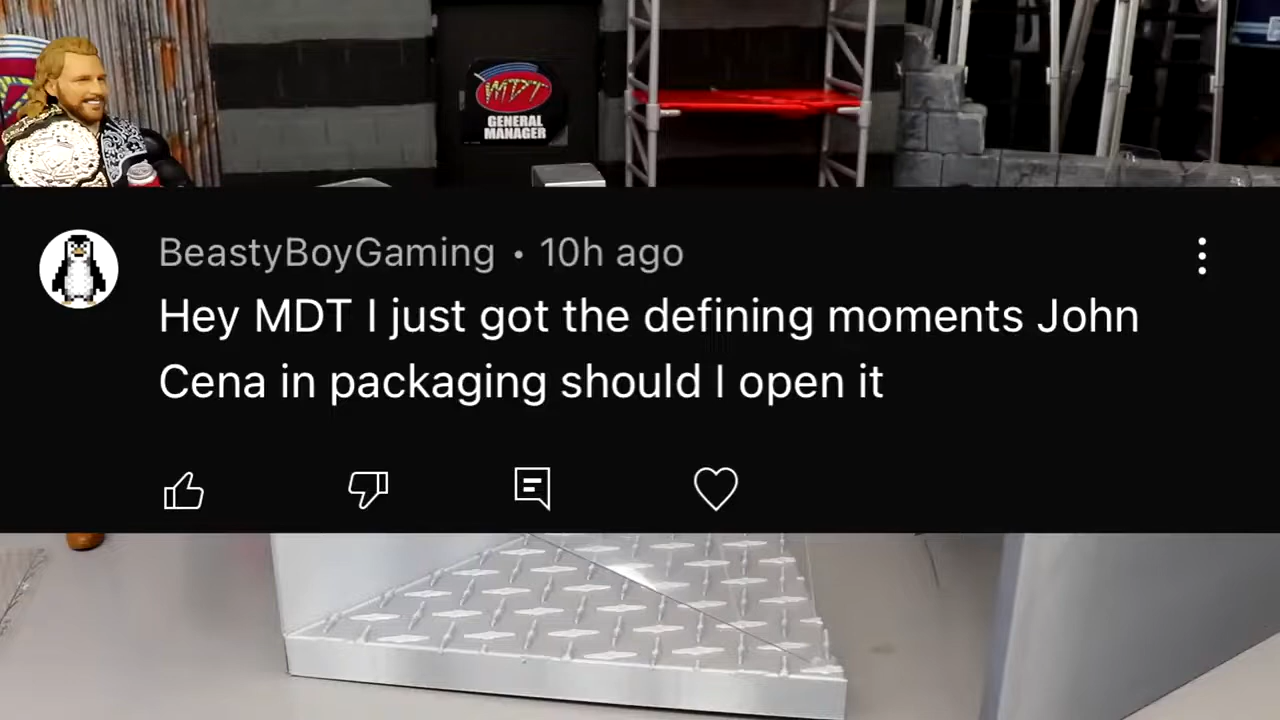 MDT
GENERAL
MANAGER
BeastyBoyGaming • 10h ago
Hey MDT I just got the defining moments John
Cena in packaging should I open it